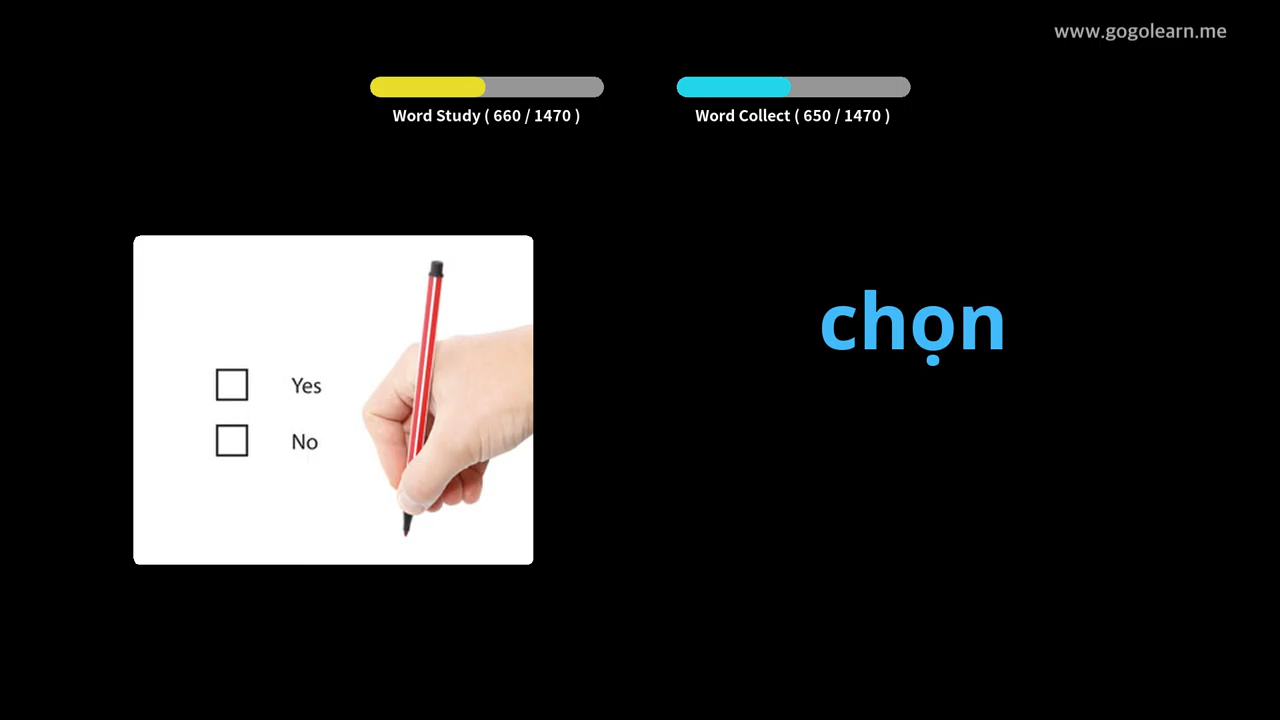 www.gogolearn.me
Word Study ( 660 / 1470 )
Word Collect ( 650 / 1470 )
chọn
Yes
No